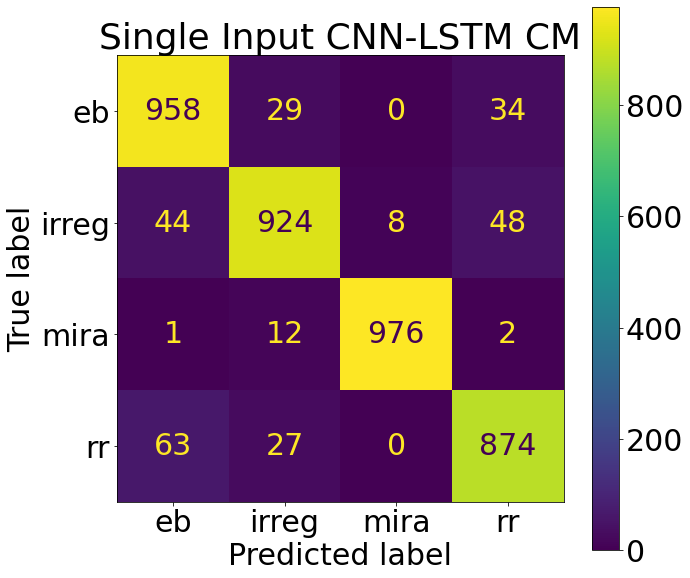 Single Input CNN-LSTM CM
True label
eb 958 29 0 34
irreg 44 924 8 48
mira 1 12 976 2
rr 63 27 0 874
eb irreg mira rr
Predicted label
800
600
400
200
0